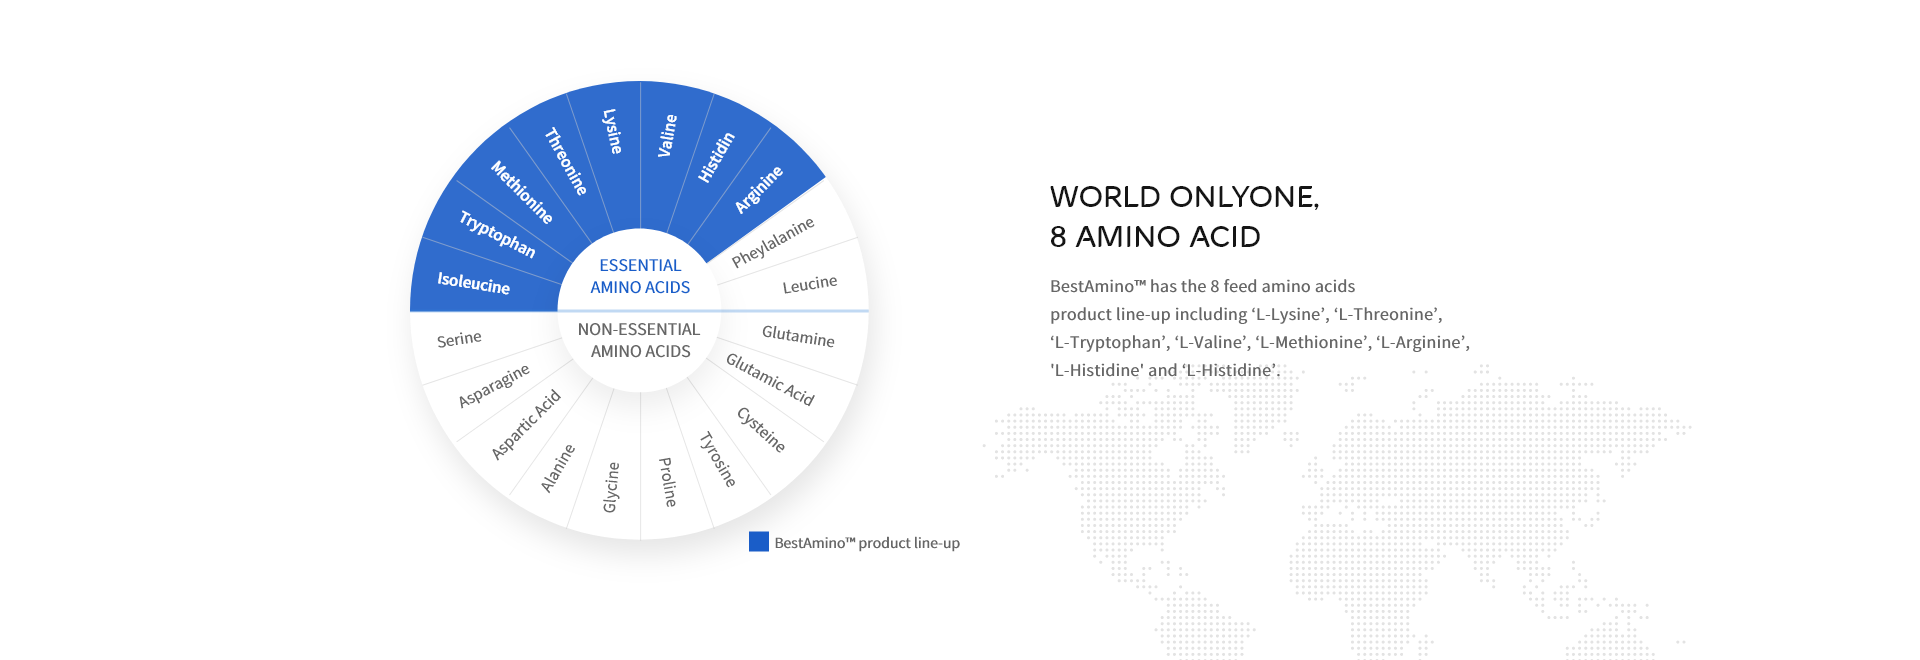 Isoleucine
Tryptophan
Methionine
Threonine
Lysine
Valine
Histidin
Arginine
Pheylalanine
Leucine
ESSENTIAL
AMINO ACIDS
NON-ESSENTIAL
AMINO ACIDS
Serine
Asparagine
Aspartic Acid
Alanine
Glycine
Proline
Tyrosine
Cysteine
Glutamic Acid
Glutamine
BestAmino™ product line-up
WORLD ONLYONE,
8 AMINO ACID
BestAmino™ has the 8 feed amino acids
product line-up including ‘L-Lysine’, ‘L-Threonine’,
‘L-Tryptophan’, ‘L-Valine’, ‘L-Methionine’, ‘L-Arginine’,
'L-Histidine' and ‘L-Histidine’.